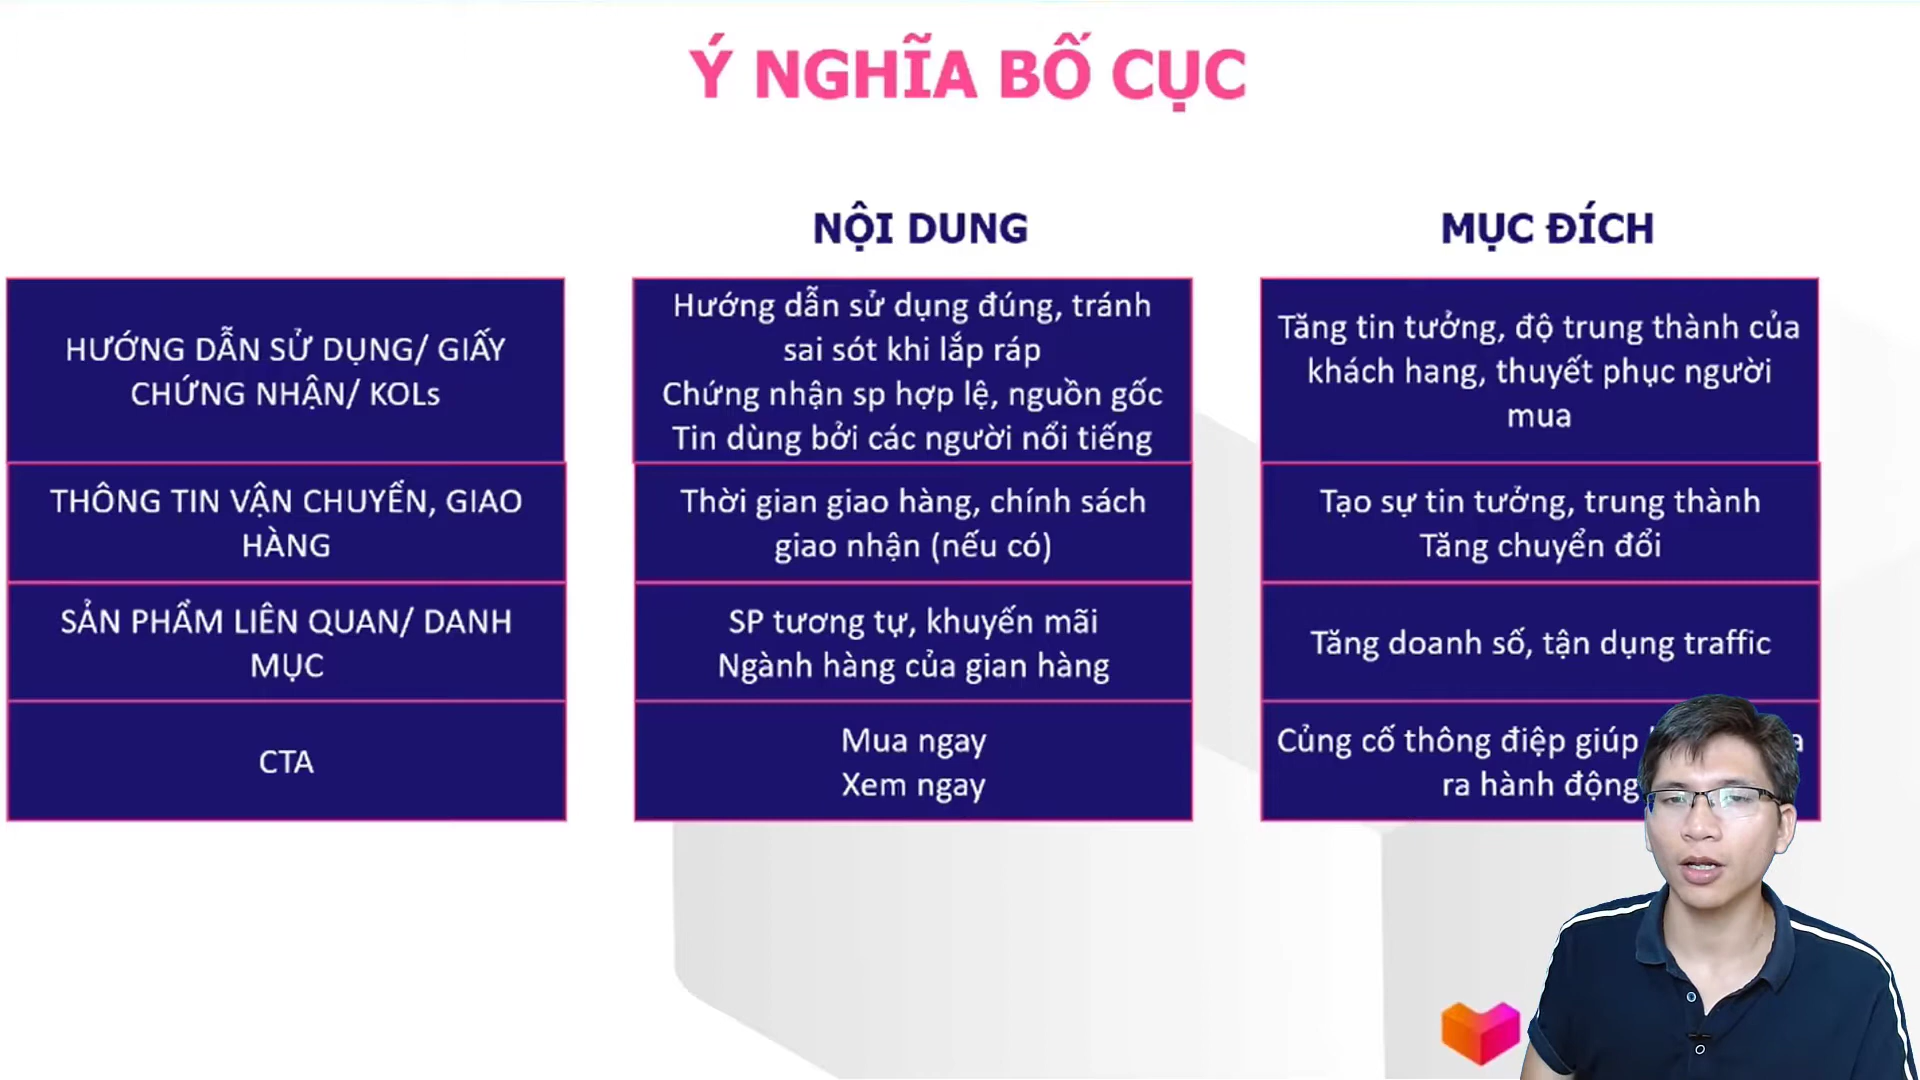 Ý NGHĨA BỐ CỤC
NỘI DUNG
MỤC ĐÍCH
HƯỚNG DẪN SỬ DỤNG/ GIẤY
CHỨNG NHẬN/ KOLs
Hướng dẫn sử dụng đúng, tránh
sai sót khi lắp ráp
Chứng nhận sp hợp lệ, nguồn gốc
Tin dùng bởi các người nổi tiếng
Tăng tin tưởng, độ trung thành của
khách hang, thuyết phục người
mua
THÔNG TIN VẬN CHUYỂN, GIAO
HÀNG
Thời gian giao hàng, chính sách
giao nhận (nếu có)
Tạo sự tin tưởng, trung thành
Tăng chuyển đổi
SẢN PHẨM LIÊN QUAN/ DANH
MỤC
SP tương tự, khuyến mãi
Ngành hàng của gian hàng
Tăng doanh số, tận dụng traffic
CTA
Mua ngay
Xem ngay
Củng cố thông điệp giúp
ra hành động